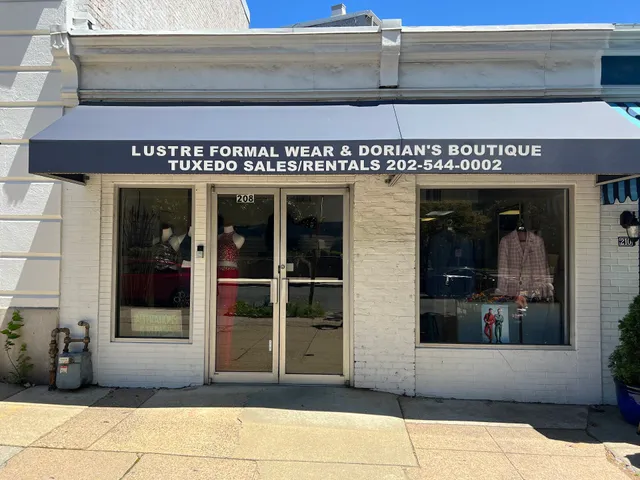 LUSTRE FORMAL WEAR & DORIAN'S BOUTIQUE
TUXEDO SALES/RENTALS 202-544-0002
208